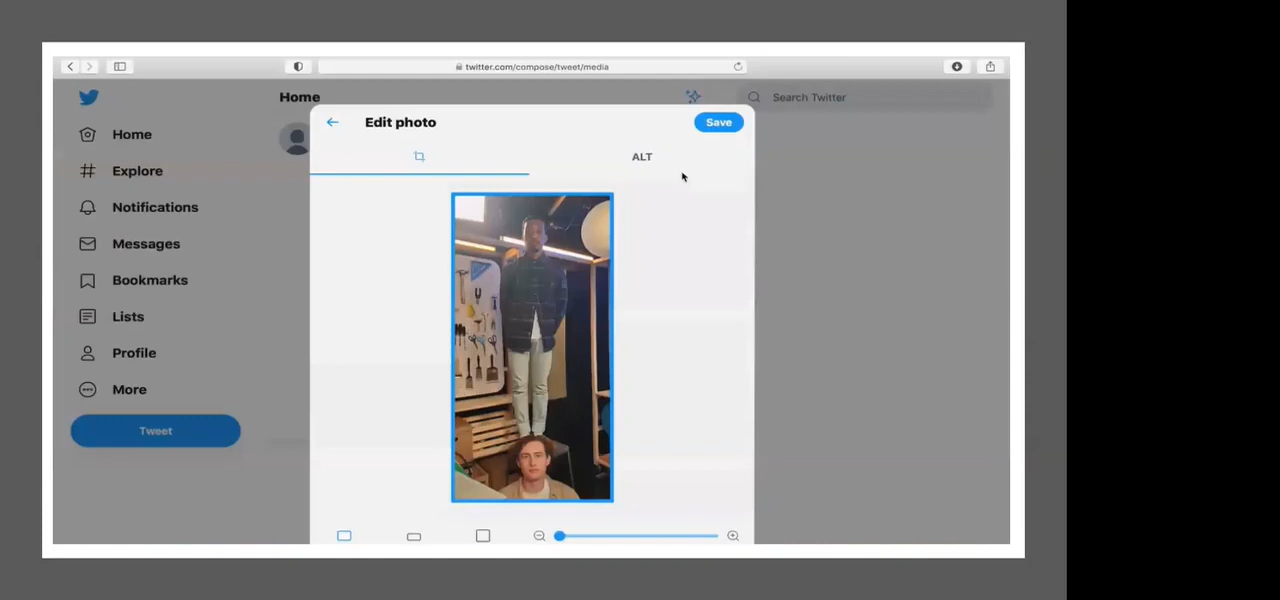 twitter.com/compose/tweet/media
Home
Search Twitter
Edit photo
Save
ALT
Home
Explore
Notifications
Messages
Bookmarks
Lists
Profile
More
Tweet